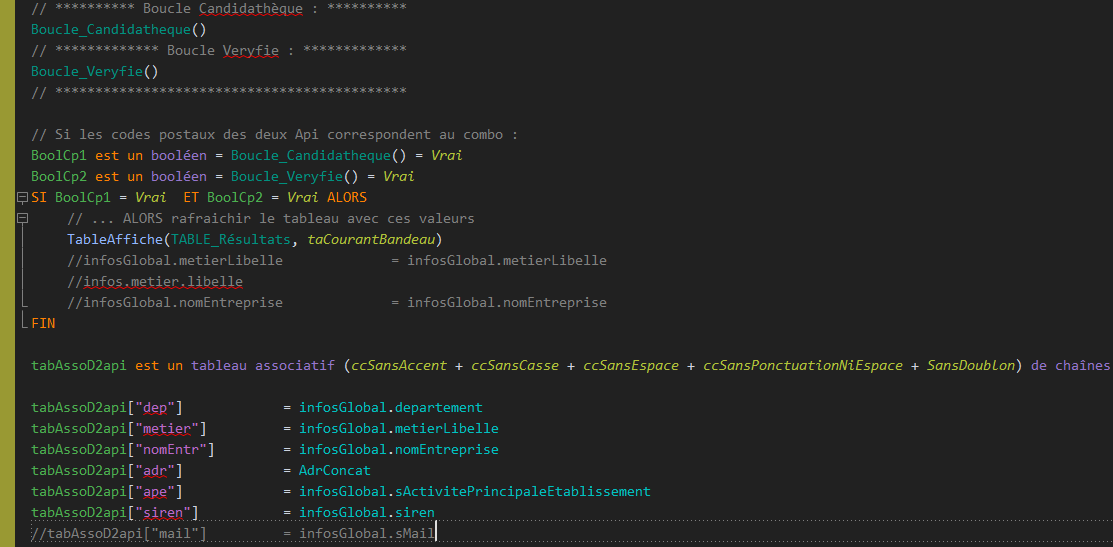 // ********** Boucle Candidathèque : **********
Boucle_Candidatheque()
// ************* Boucle Veryfie : *************
Boucle_Veryfie()
// ********************************************
// Si les codes postaux des deux Api correspondent au combo :
BoolCp1 est un booléen = Boucle_Candidatheque() = Vrai
BoolCp2 est un booléen = Boucle_Veryfie() = Vrai
SI BoolCp1 = Vrai  ET BoolCp2 = Vrai ALORS
// ... ALORS rafraichir le tableau avec ces valeurs
TableAffiche(TABLE_Résultats, taCourantBandeau)
//infosGlobal.metierLibelle = infosGlobal.metierLibelle
//infos.metier.libelle
//infosGlobal.nomEntreprise = infosGlobal.nomEntreprise
FIN
tabAssoD2api est un tableau associatif (ccSansAccent + ccSansCasse + ccSansEspace + ccSansPonctuationNiEspace + SansDoublon) de chaînes
tabAssoD2api["dep"] = infosGlobal.departement
tabAssoD2api["metier"] = infosGlobal.metierLibelle
tabAssoD2api["nomEntr"] = infosGlobal.nomEntreprise
tabAssoD2api["adr"] = AdrConcat
tabAssoD2api["ape"] = infosGlobal.sActivitePrincipaleEtablissement
tabAssoD2api["siren"] = infosGlobal.siren
//tabAssoD2api["mail"] = infosGlobal.sMail